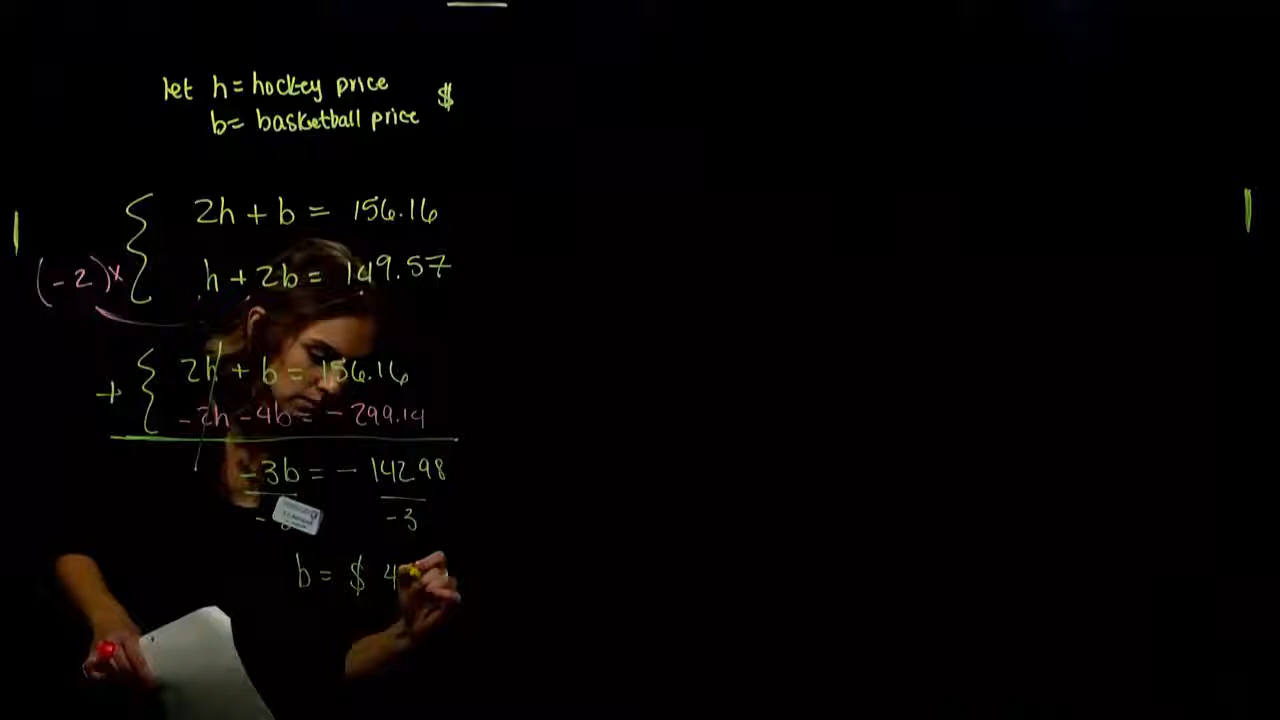 let h = hockey price
b = basketball price $
2h + b = 156.16
(-2)x h + 2b = 149.57
+ 2h + b = 156.16
-2h - 4b = - 299.14
-3b = - 142.98
-3
b = $ 4